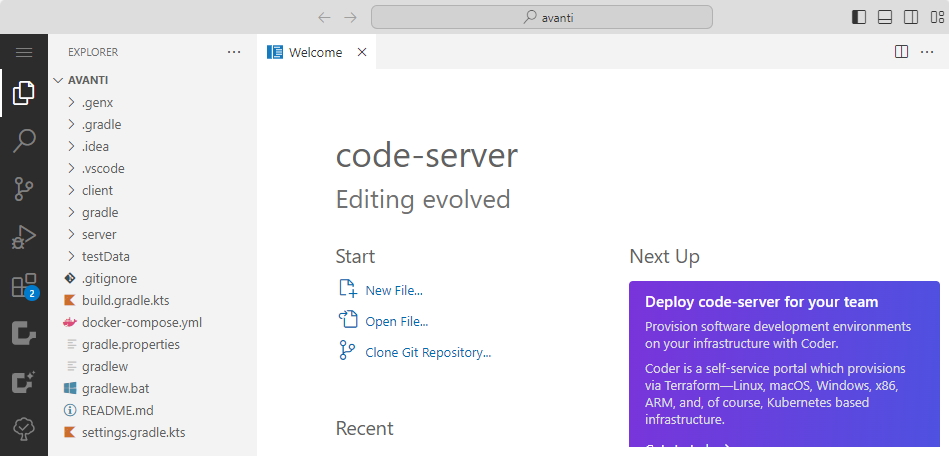 avanti
EXPLORER
Welcome
AVANTI
.genx
.gradle
.idea
.vscode
client
gradle
server
testData
.gitignore
build.gradle.kts
docker-compose.yml
gradle.properties
gradlew
gradlew.bat
README.md
settings.gradle.kts
2
code-server
Editing evolved
Start
New File...
Open File...
Clone Git Repository...
Recent
Next Up
Deploy code-server for your team
Provision software development environments
on your infrastructure with Coder.
Coder is a self-service portal which provisions
via Terraform—Linux, macOS, Windows, x86,
ARM, and, of course, Kubernetes based
infrastructure.